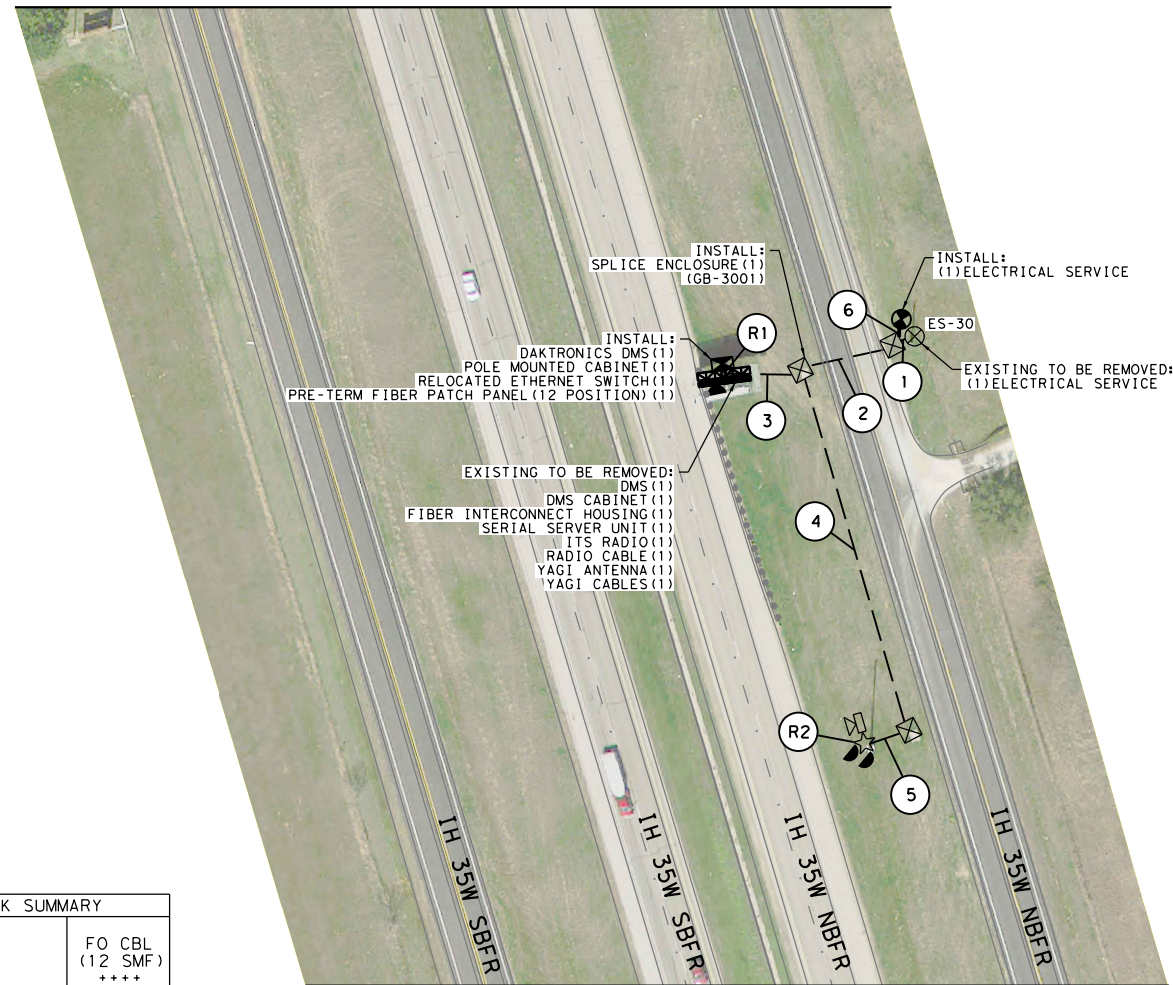 INSTALL:
SPLICE ENCLOSURE(1)
(GB-3001)
INSTALL:
(1)ELECTRICAL SERVICE
6
ES-30
R1
INSTALL:
DAKTRONICS DMS(1)
POLE MOUNTED CABINET(1)
RELOCATED ETHERNET SWITCH(1)
PRE-TERM FIBER PATCH PANEL(12 POSITION)(1)
EXISTING TO BE REMOVED:
(1)ELECTRICAL SERVICE
1
2
3
EXISTING TO BE REMOVED:
DMS(1)
DMS CABINET(1)
FIBER INTERCONNECT HOUSING(1)
SERIAL SERVER UNIT(1)
ITS RADIO(1)
RADIO CABLE(1)
YAGI ANTENNA(1)
YAGI CABLES(1)
4
R2
5
IH 35W SBFR
IH 35W SBFR
IH 35W NBFR
IH 35W NBFR
K SUMMARY
FO CBL
(12 SMF)
++++